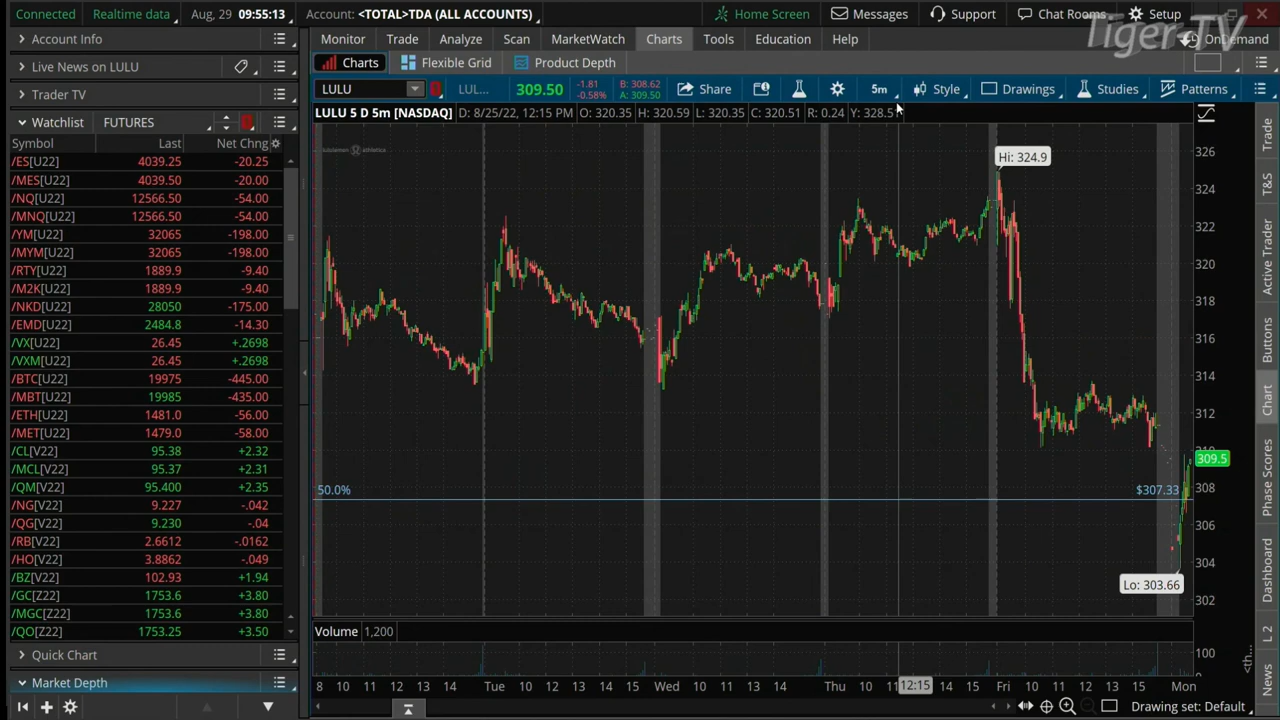 Connected Realtime data Aug, 29 09:55:13 Account: <TOTAL>TDA (ALL ACCOUNTS) Home Screen Messages Support Chat Rooms Setup
Tiger-TV
Account Info
Live News on LULU
Trader TV
Watchlist FUTURES
Symbol Last Net Chng
/ES[U22] 4039.25 -20.25
/MES[U22] 4039.50 -20.00
/NQ[U22] 12566.50 -54.00
/MNQ[U22] 12566.50 -54.00
/YM[U22] 32065 -198.00
/MYM[U22] 32065 -198.00
/RTY[U22] 1889.9 -9.40
/M2K[U22] 1889.9 -9.40
/NKD[U22] 28050 -175.00
/EMD[U22] 2484.8 -14.30
/VX[U22] 26.45 +.2698
/VXM[U22] 26.45 +.2698
/BTC[U22] 19975 -445.00
/MBT[U22] 19985 -435.00
/ETH[U22] 1481.0 -56.00
/MET[U22] 1479.0 -58.00
/CL[V22] 95.38 +2.32
/MCL[V22] 95.37 +2.31
/QM[V22] 95.400 +2.35
/NG[V22] 9.227 -.042
/QG[V22] 9.230 -.04
/RB[V22] 2.6612 -.0162
/HO[V22] 3.8862 -.049
/BZ[V22] 102.93 +1.94
/GC[Z22] 1753.6 +3.80
/MGC[Z22] 1753.6 +3.80
/QO[Z22] 1753.25 +3.50
Quick Chart
Market Depth
Monitor Trade Analyze Scan MarketWatch Charts Tools Education Help OnDemand
Charts Flexible Grid Product Depth
LULU LUL... 309.50 -1.81 -0.58% B: 308.62 A: 309.50 Share 5m Style Drawings Studies Patterns
LULU 5 D 5m [NASDAQ] D: 8/25/22, 12:15 PM O: 320.35 H: 320.59 L: 320.35 C: 320.51 R: 0.24 Y: 328.5
lululemon athletica
Hi: 324.9
326
324
322
320
318
316
314
312
310
309.5
308
306
304
302
50.0% $307.33
Lo: 303.66
Volume 1,200
100
8 10 11 12 13 14 Tue 10 11 12 13 14 15 Wed 10 11 12 13 14 Thu 10 11 12:15 14 15 Fri 10 11 12 13 15 Mon
Drawing set: Default
Trade
T&S
Active Trader
Buttons
Chart
Phase Scores
Dashboard
L 2
News